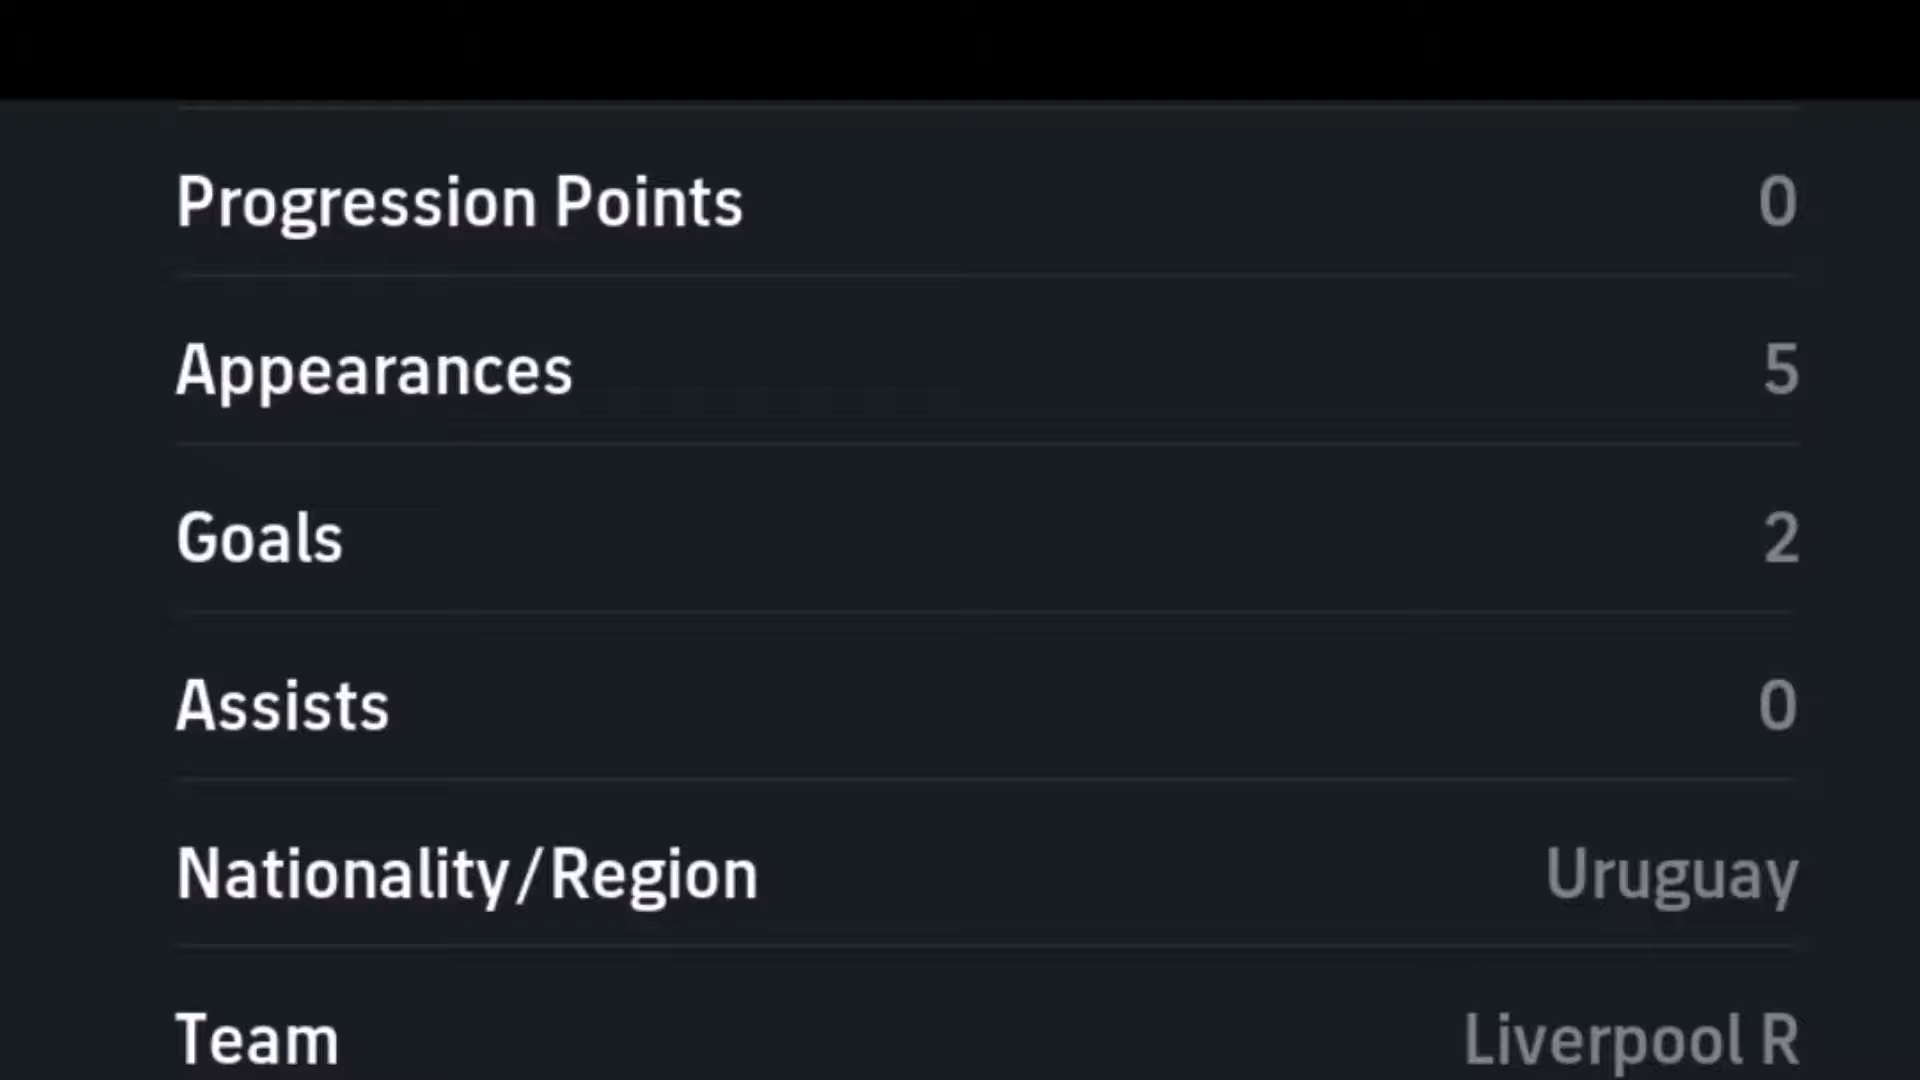 Progression Points 0
Appearances 5
Goals 2
Assists 0
Nationality/Region Uruguay
Team Liverpool R